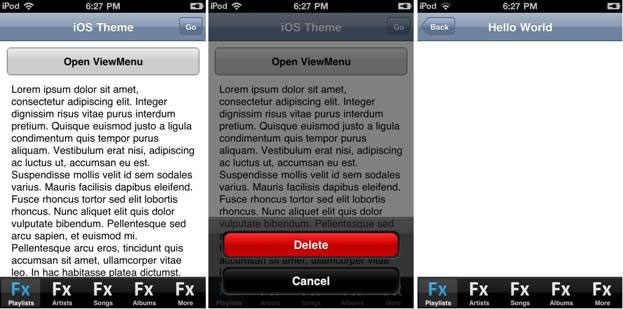 iPod 6:27 PM
iOS Theme Go
Open ViewMenu
Lorem ipsum dolor sit amet,
consectetur adipiscing elit. Integer
dignissim risus vitae purus interdum
pretium. Quisque euismod justo a ligula
condimentum quis tempor purus
aliquam. Vestibulum erat nisi, adipiscing
ac luctus ut, accumsan eu est.
Suspendisse mollis velit id sem sodales
varius. Mauris facilisis dapibus eleifend.
Fusce rhoncus tortor sed elit lobortis
rhoncus. Nunc aliquet elit quis dolor
vulputate bibendum. Pellentesque sed
arcu sapien, et euismod mi.
Pellentesque arcu eros, tincidunt quis
accumsan sit amet, ullamcorper vitae
leo. In hac habitasse platea dictumst.
Fx Fx Fx Fx Fx
Playlists Artists Songs Albums More
iPod 6:27 PM
iOS Theme Go
Open ViewMenu
Lorem ipsum dolor sit amet,
consectetur adipiscing elit. Integer
dignissim risus vitae purus interdum
pretium. Quisque euismod justo a ligula
condimentum quis tempor purus
aliquam. Vestibulum erat nisi, adipiscing
ac luctus ut, accumsan eu est.
Suspendisse mollis velit id sem sodales
varius. Mauris facilisis dapibus eleifend.
Fusce rhoncus tortor sed elit lobortis
rhoncus. Nunc aliquet elit quis dolor
vulputate bibendum. Pellentesque sed
Delete
Cancel
Playlists Artists Songs Albums More
iPod 6:27 PM
Back Hello World
Fx Fx Fx Fx Fx
Playlists Artists Songs Albums More